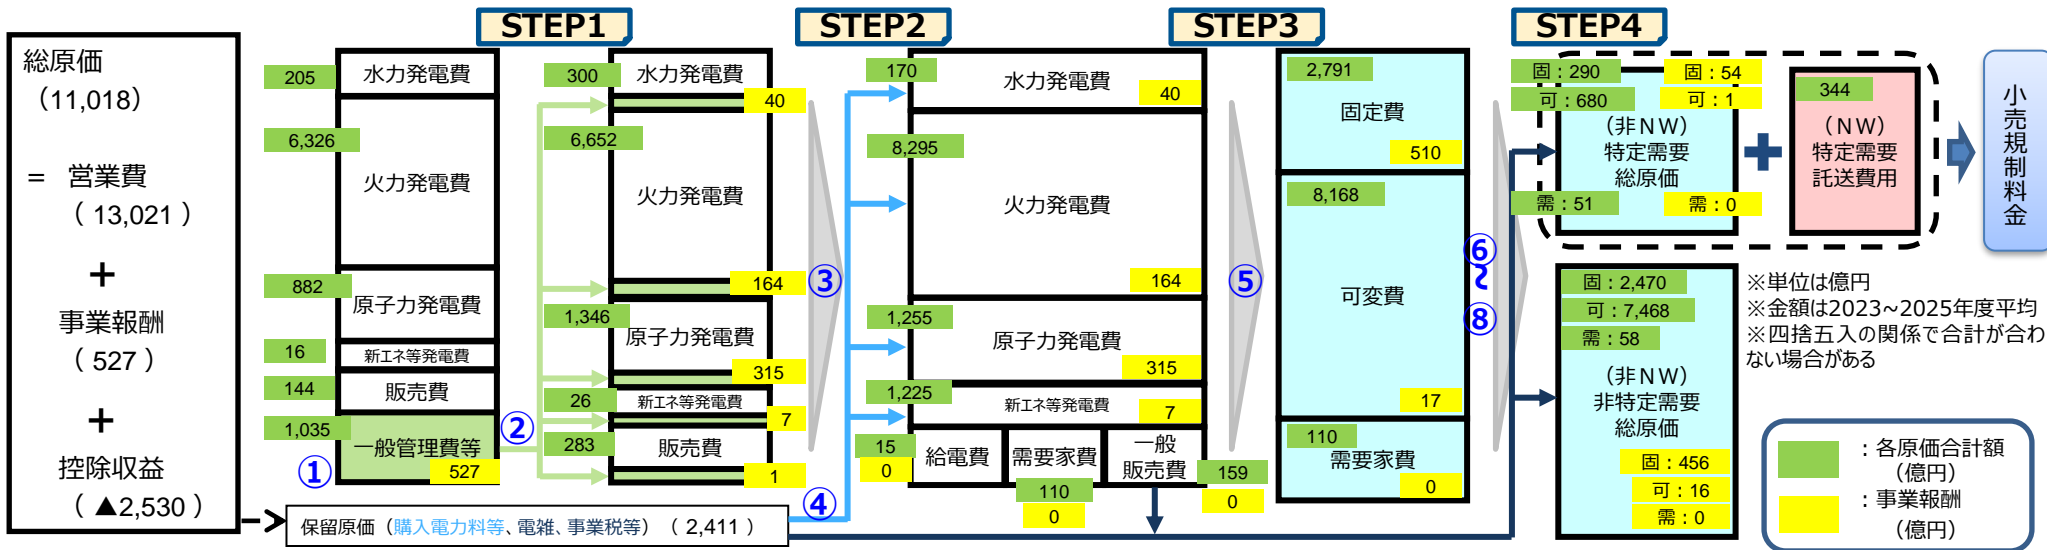 STEP1
STEP2
STEP3
STEP4
総原価
（11,018）
＝ 営業費
（ 13,021 ）
＋
事業報酬
（ 527 ）
＋
控除収益
（ ▲2,530 ）
205
水力発電費
6,326
火力発電費
882
原子力発電費
16
新エネ等発電費
144
販売費
1,035
一般管理費等
527
①
②
300
水力発電費
40
6,652
火力発電費
164
1,346
原子力発電費
315
26
新エネ等発電費
7
283
販売費
1
③
④
保留原価（購入電力料等、電雑、事業税等）（ 2,411 ）
170
水力発電費
40
8,295
火力発電費
164
1,255
原子力発電費
315
1,225
新エネ等発電費
7
15
0
給電費
需要家費
110
0
一般
販売費
159
0
⑤
2,791
固定費
510
8,168
可変費
17
110
需要家費
0
⑥
～
⑧
固：290
固：54
可：680
可：1
（非ＮＷ）
特定需要
総原価
需：51
需：0
＋
344
（ＮＷ）
特定需要
託送費用
小売規制料金
固：2,470
可：7,468
需：58
（非ＮＷ）
非特定需要
総原価
固：456
可：16
需：0
※単位は億円
※金額は2023～2025年度平均
※四捨五入の関係で合計が合わ
ない場合がある
：各原価合計額
（億円）
：事業報酬
（億円）